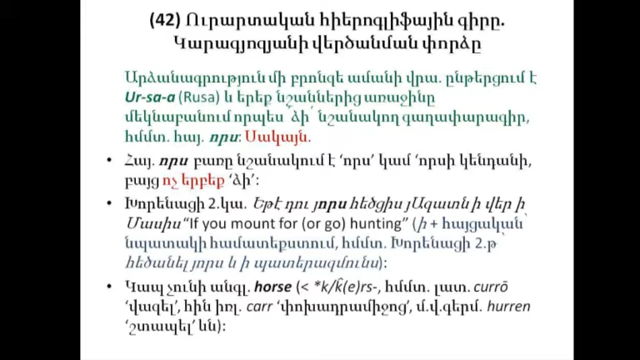 (42) Ուրարտական հիերոգլիֆային գիրը.
Կարագյոզյանի վերծանման փորձը
Արձանագրություն մի բրոնզե ամանի վրա. ընթերցում է
Ur-sa-a (Rusa) և երեք նշաններից առաջինը
մեկնաբանում որպես ՛ձի՛ նշանակող գաղափարագիր,
հմմտ. հայ. որս: Սակայն.
• Հայ. որս բառը նշանակում է ‘որս’ կամ ‘որսի կենդանի,
բայց ոչ երբեք ‘ձի’:
• Խորենացի 2.կա. Եթէ դու յորս հեծցիս յԱզատն ի վեր ի
Մասիս “If you mount for (or go) hunting” (ի + հայցական՝
նպատակի համատեքստում, հմմտ. Խորենացի 2.թ՝
հեծանել յորս և ի պատերազմունս):
• Կապ չունի անգլ. horse (< *k/k̂(e)rs-, հմմտ. լատ. currō
‘վազել’, հին իռլ. carr ‘փոխադրամիջոց’, մ.վ.գերմ. hurren
‘շտապել’ ևն):